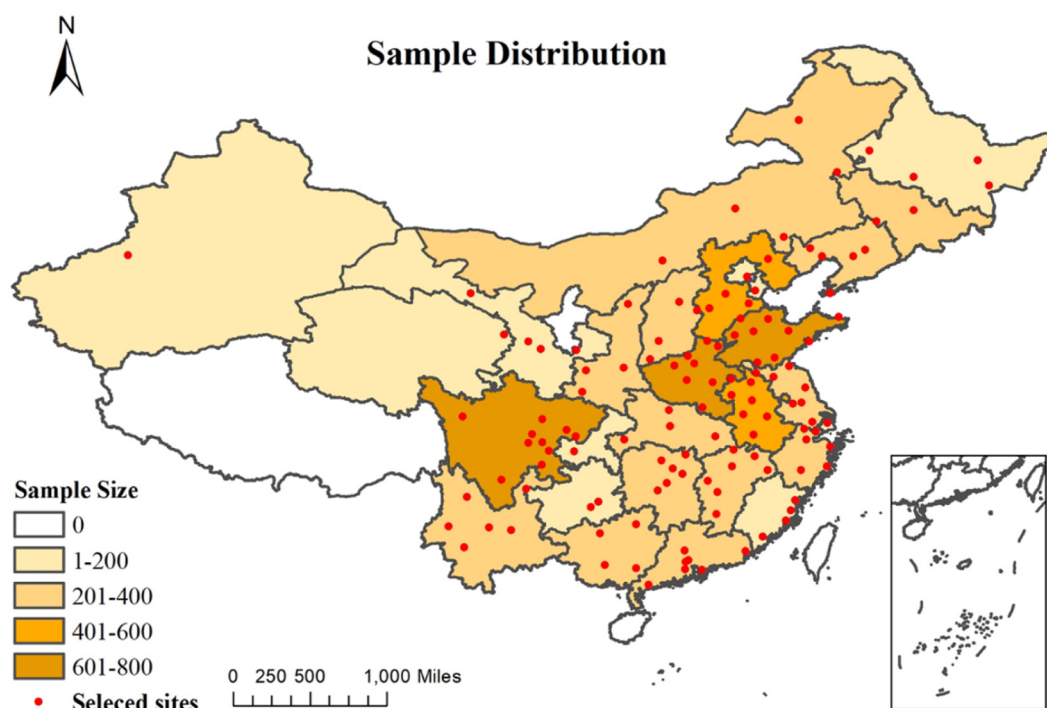 N
Sample Distribution
Sample Size
0
1-200
201-400
401-600
601-800
Seleced sites
0 250 500 1,000 Miles